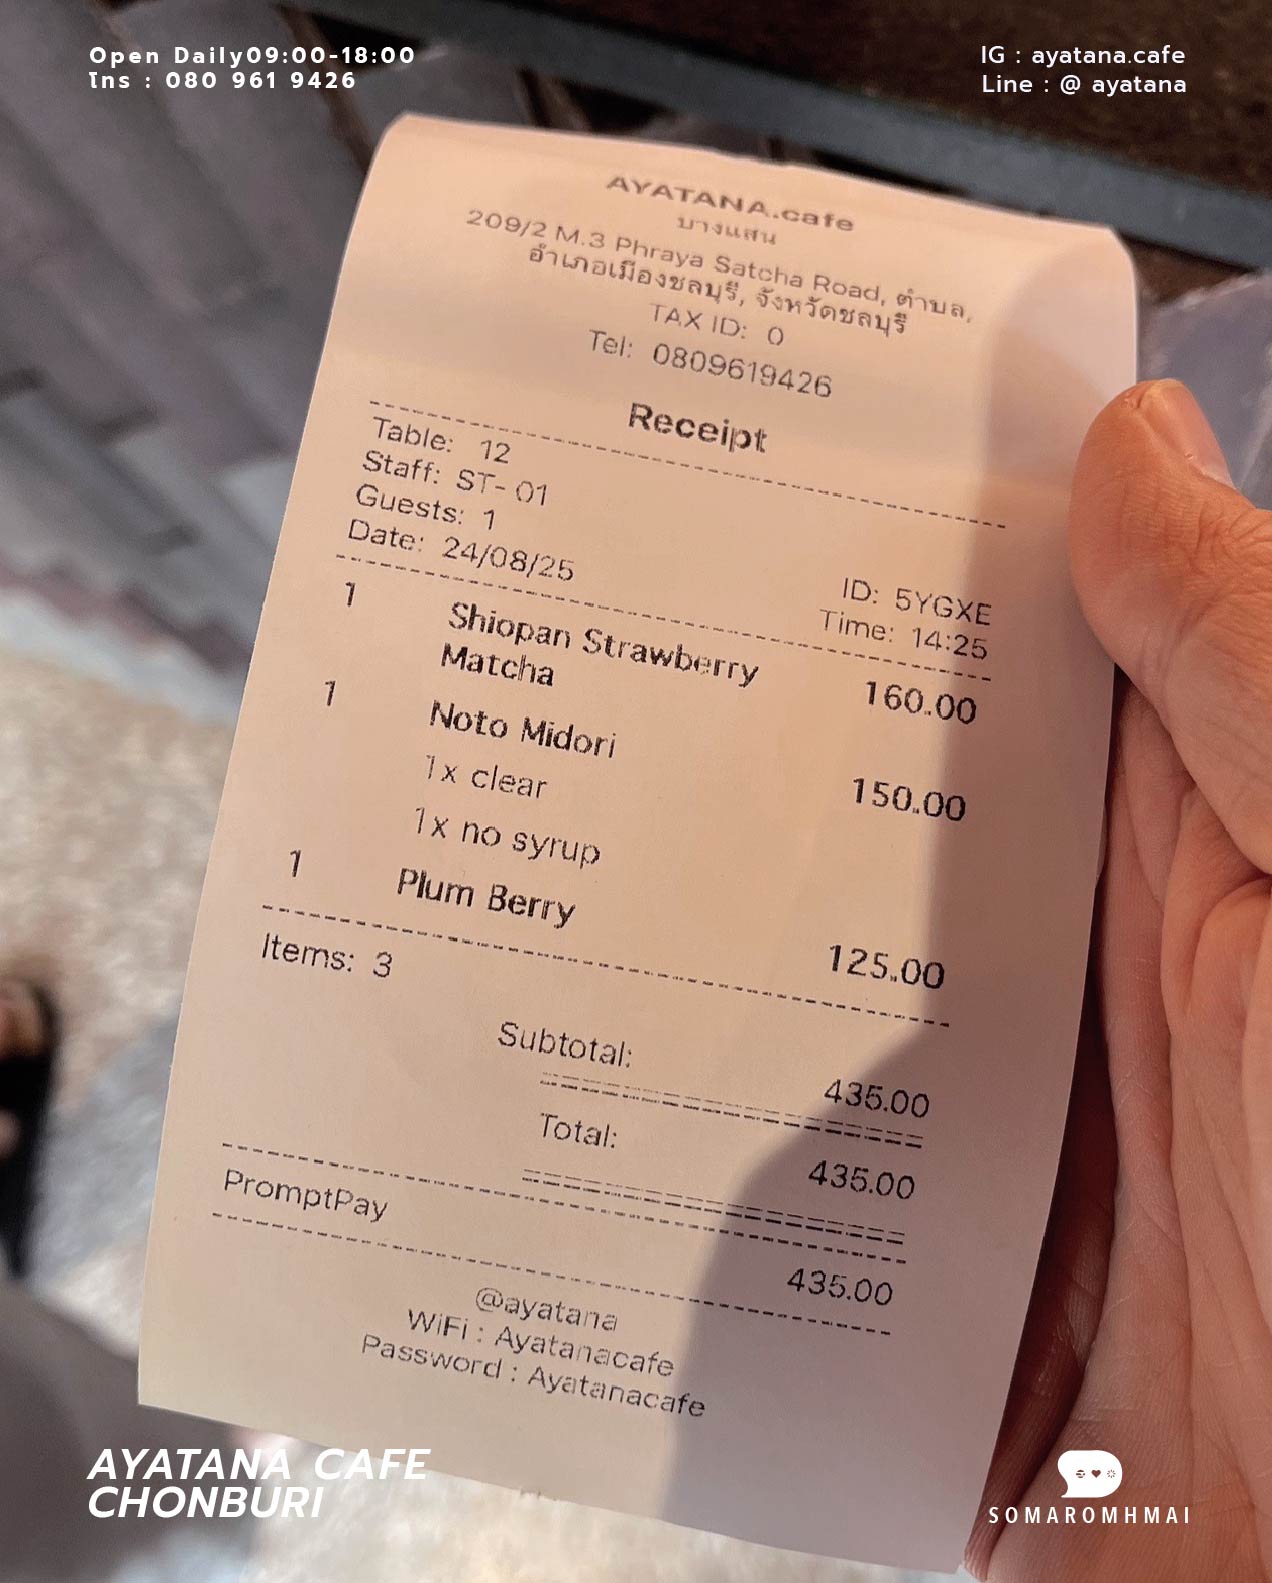 Open Daily09:00-18:00
โทร : 080 961 9426
IG : ayatana.cafe
Line : @ ayatana
AYATANA.cafe
บางแสน
209/2 M.3 Phraya Satcha Road, ตำบล,
อำเภอเมืองชลบุรี, จังหวัดชลบุรี
TAX ID: 0
Tel: 0809619426
Receipt
Table: 12
Staff: ST- 01
Guests: 1
ID: 5YGXE
Date: 24/08/25
Time: 14:25
1 Shiopan Strawberry
Matcha 160.00
1 Noto Midori 150.00
1x clear
1x no syrup
1 Plum Berry 125.00
Items: 3
Subtotal: 435.00
Total: 435.00
PromptPay 435.00
@ayatana
WiFi : Ayatanacafe
Password : Ayatanacafe
AYATANA CAFE
CHONBURI
SOMAROMHMAI